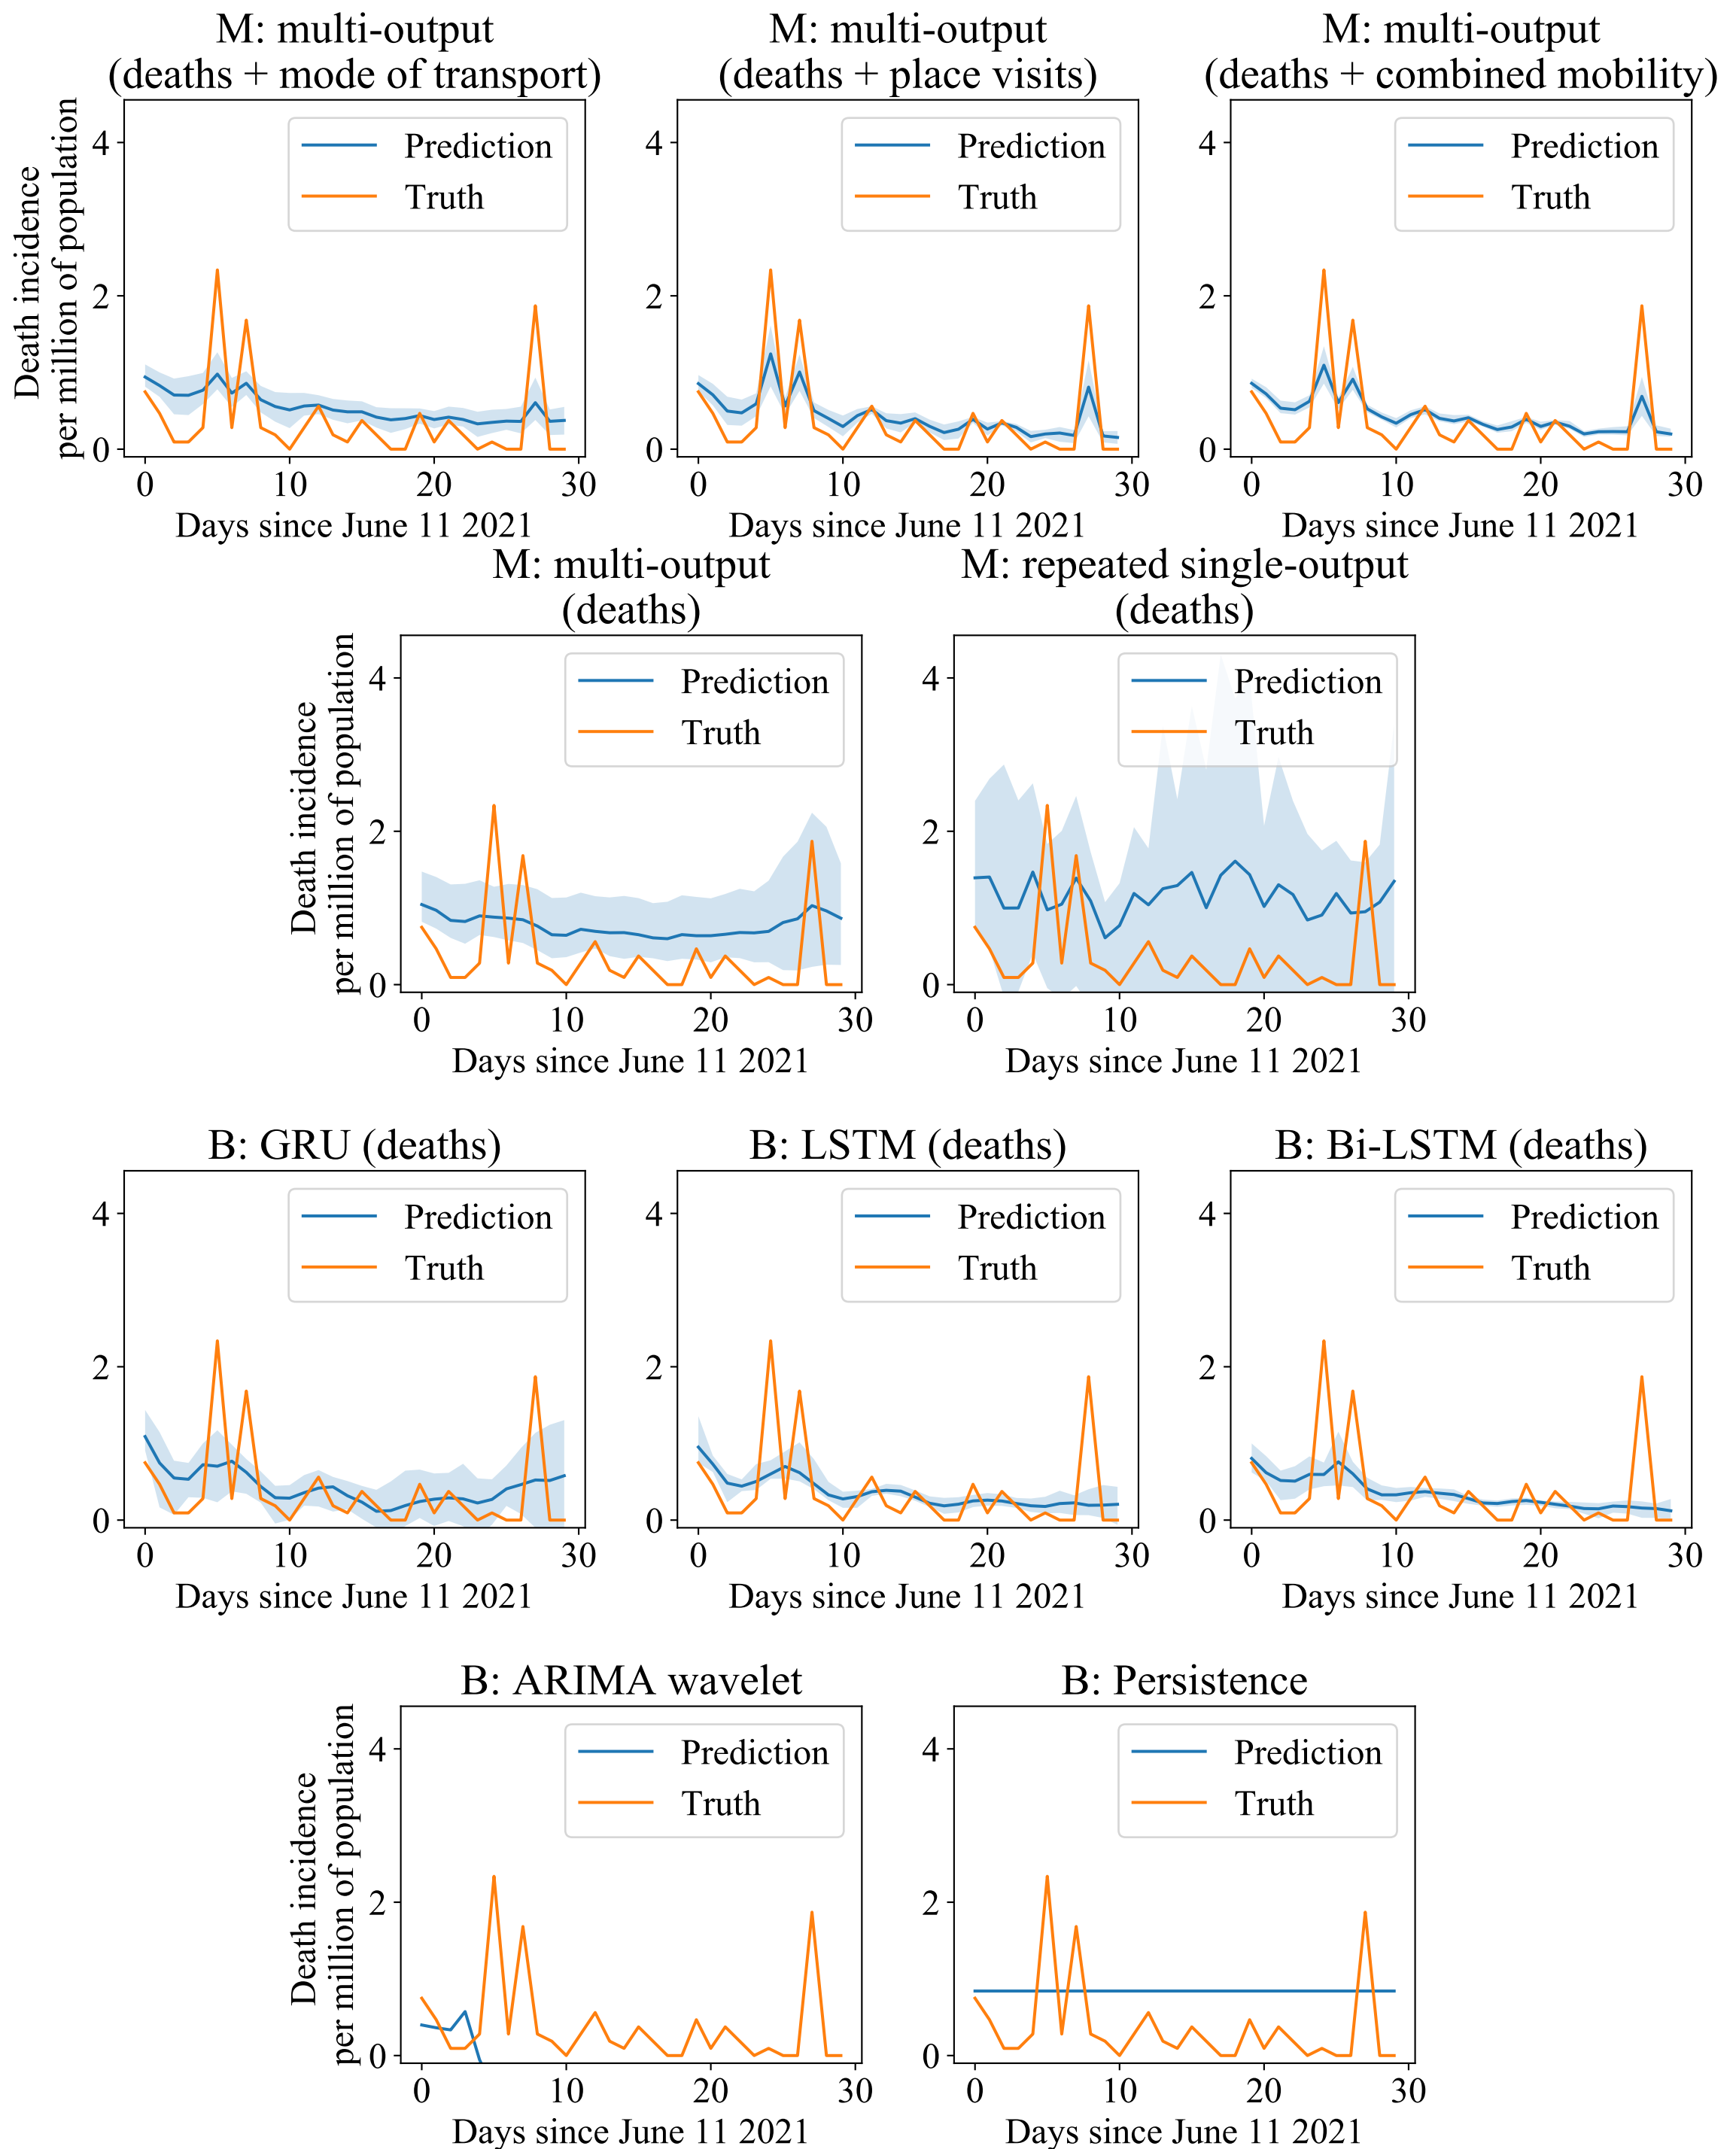 M: multi-output
(deaths + mode of transport)
M: multi-output
(deaths + place visits)
M: multi-output
(deaths + combined mobility)
Death incidence
per million of population
4
2
0
Prediction
Truth
0 10 20 30
Days since June 11 2021
4
2
0
Prediction
Truth
0 10 20 30
Days since June 11 2021
4
2
0
Prediction
Truth
0 10 20 30
Days since June 11 2021
M: multi-output
(deaths)
M: repeated single-output
(deaths)
Death incidence
per million of population
4
2
0
Prediction
Truth
0 10 20 30
Days since June 11 2021
4
2
0
Prediction
Truth
0 10 20 30
Days since June 11 2021
B: GRU (deaths)
B: LSTM (deaths)
B: Bi-LSTM (deaths)
4
2
0
Prediction
Truth
0 10 20 30
Days since June 11 2021
4
2
0
Prediction
Truth
0 10 20 30
Days since June 11 2021
4
2
0
Prediction
Truth
0 10 20 30
Days since June 11 2021
B: ARIMA wavelet
B: Persistence
Death incidence
per million of population
4
2
0
Prediction
Truth
0 10 20 30
Days since June 11 2021
4
2
0
Prediction
Truth
0 10 20 30
Days since June 11 2021